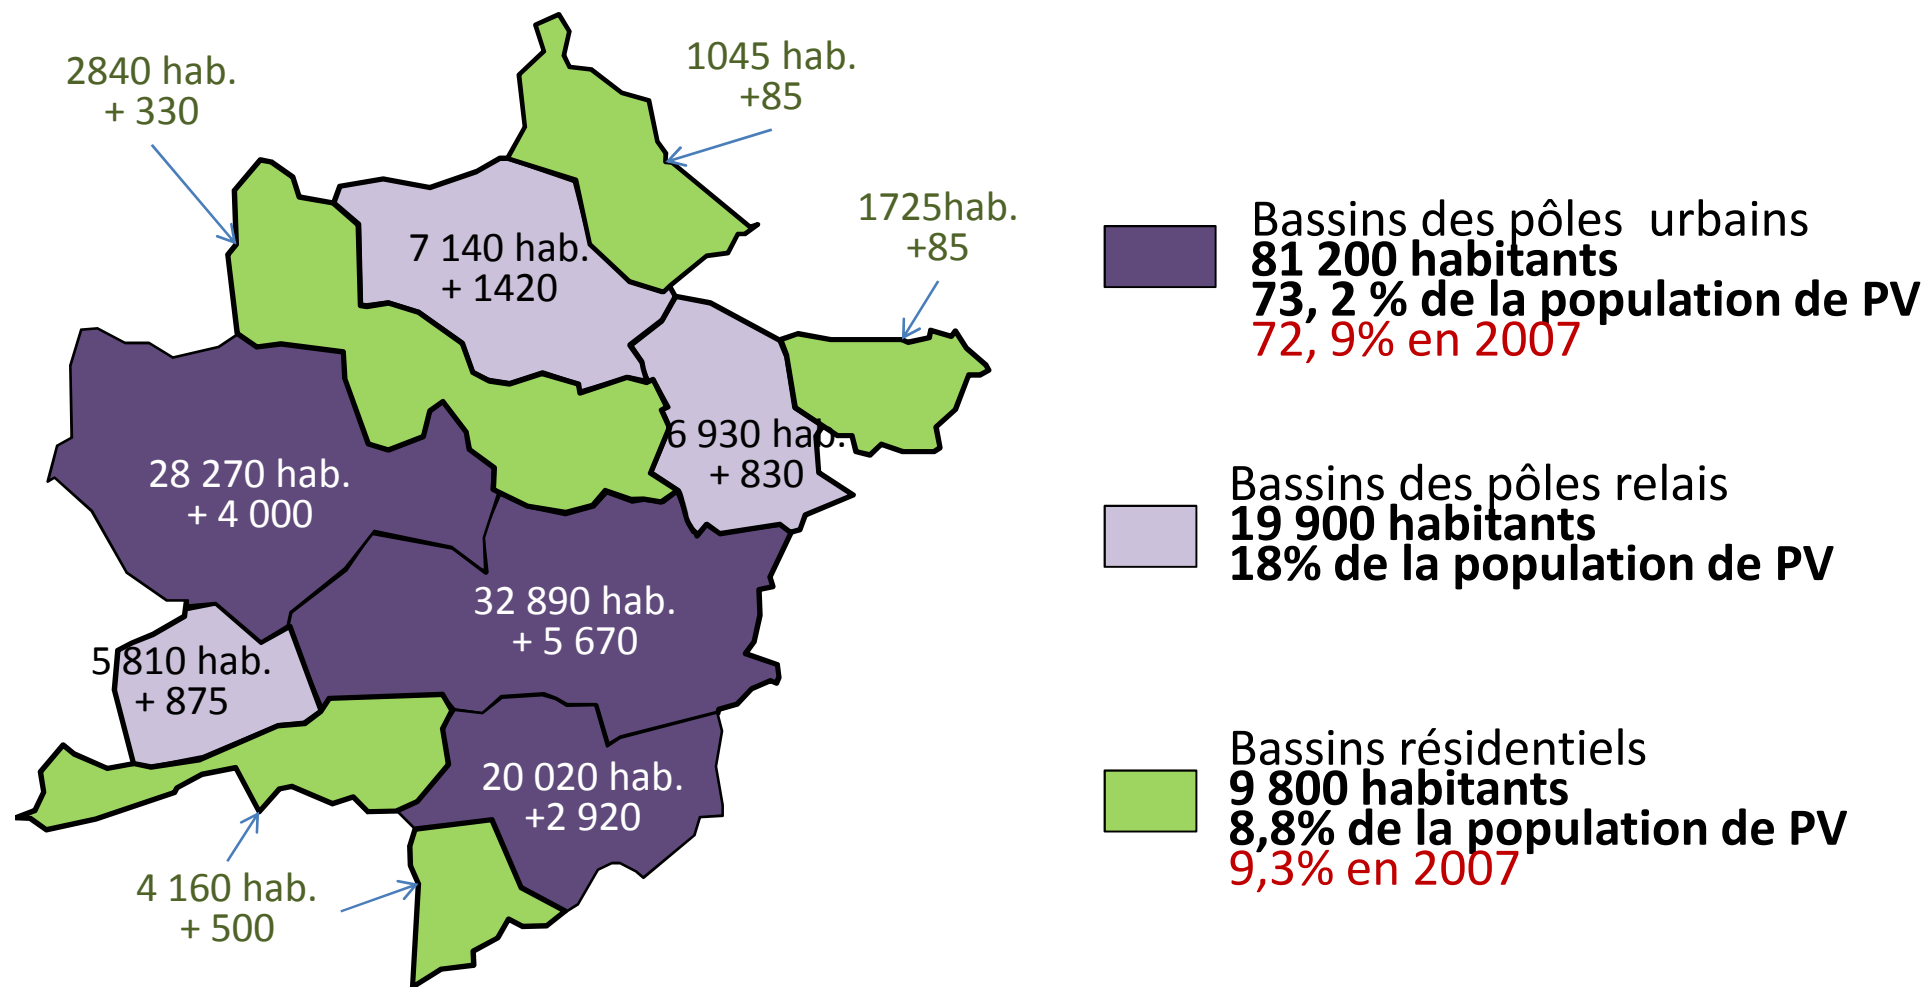 2840 hab.
+ 330
1045 hab.
+85
1725hab.
+85
7 140 hab.
+ 1420
6 930 hab.
+ 830
28 270 hab.
+ 4 000
32 890 hab.
+ 5 670
5 810 hab.
+ 875
20 020 hab.
+2 920
4 160 hab.
+ 500
Bassins des pôles  urbains
81 200 habitants
73, 2 % de la population de PV
72, 9% en 2007
Bassins des pôles relais
19 900 habitants
18% de la population de PV
Bassins résidentiels
9 800 habitants
8,8% de la population de PV
9,3% en 2007